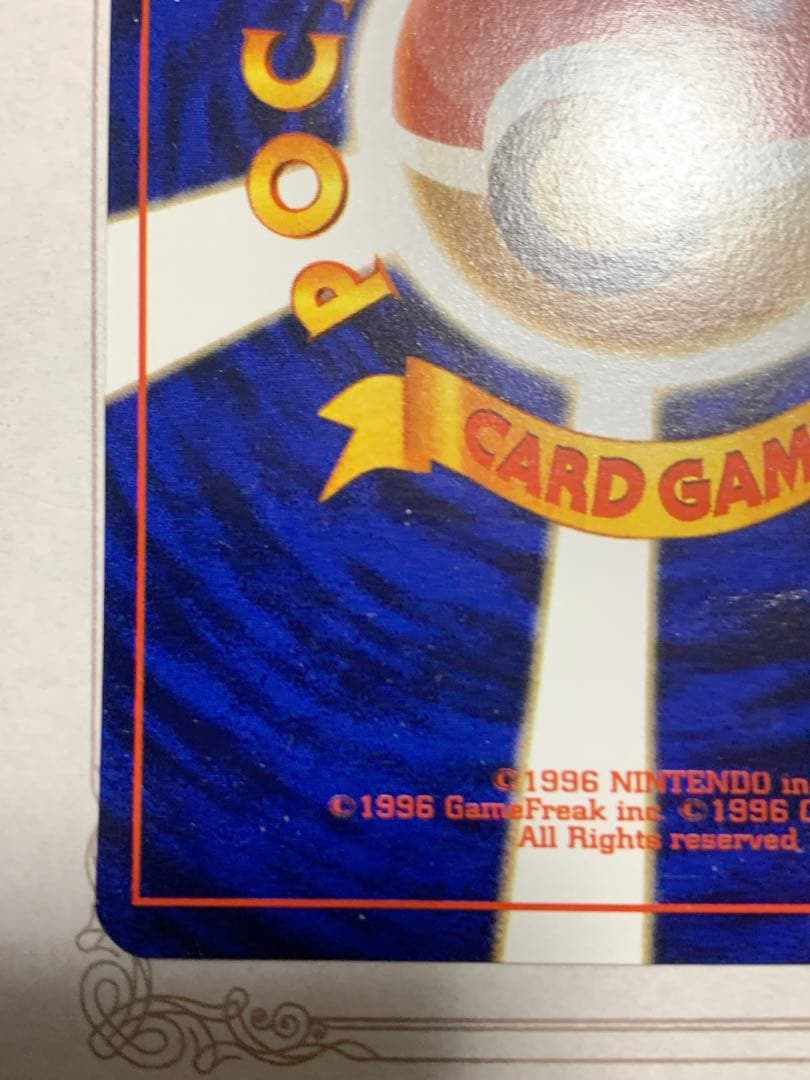 POC
CARD GAM
©1996 NINTENDO in
©1996 GameFreak inc. ©1996 C
All Rights reserved.